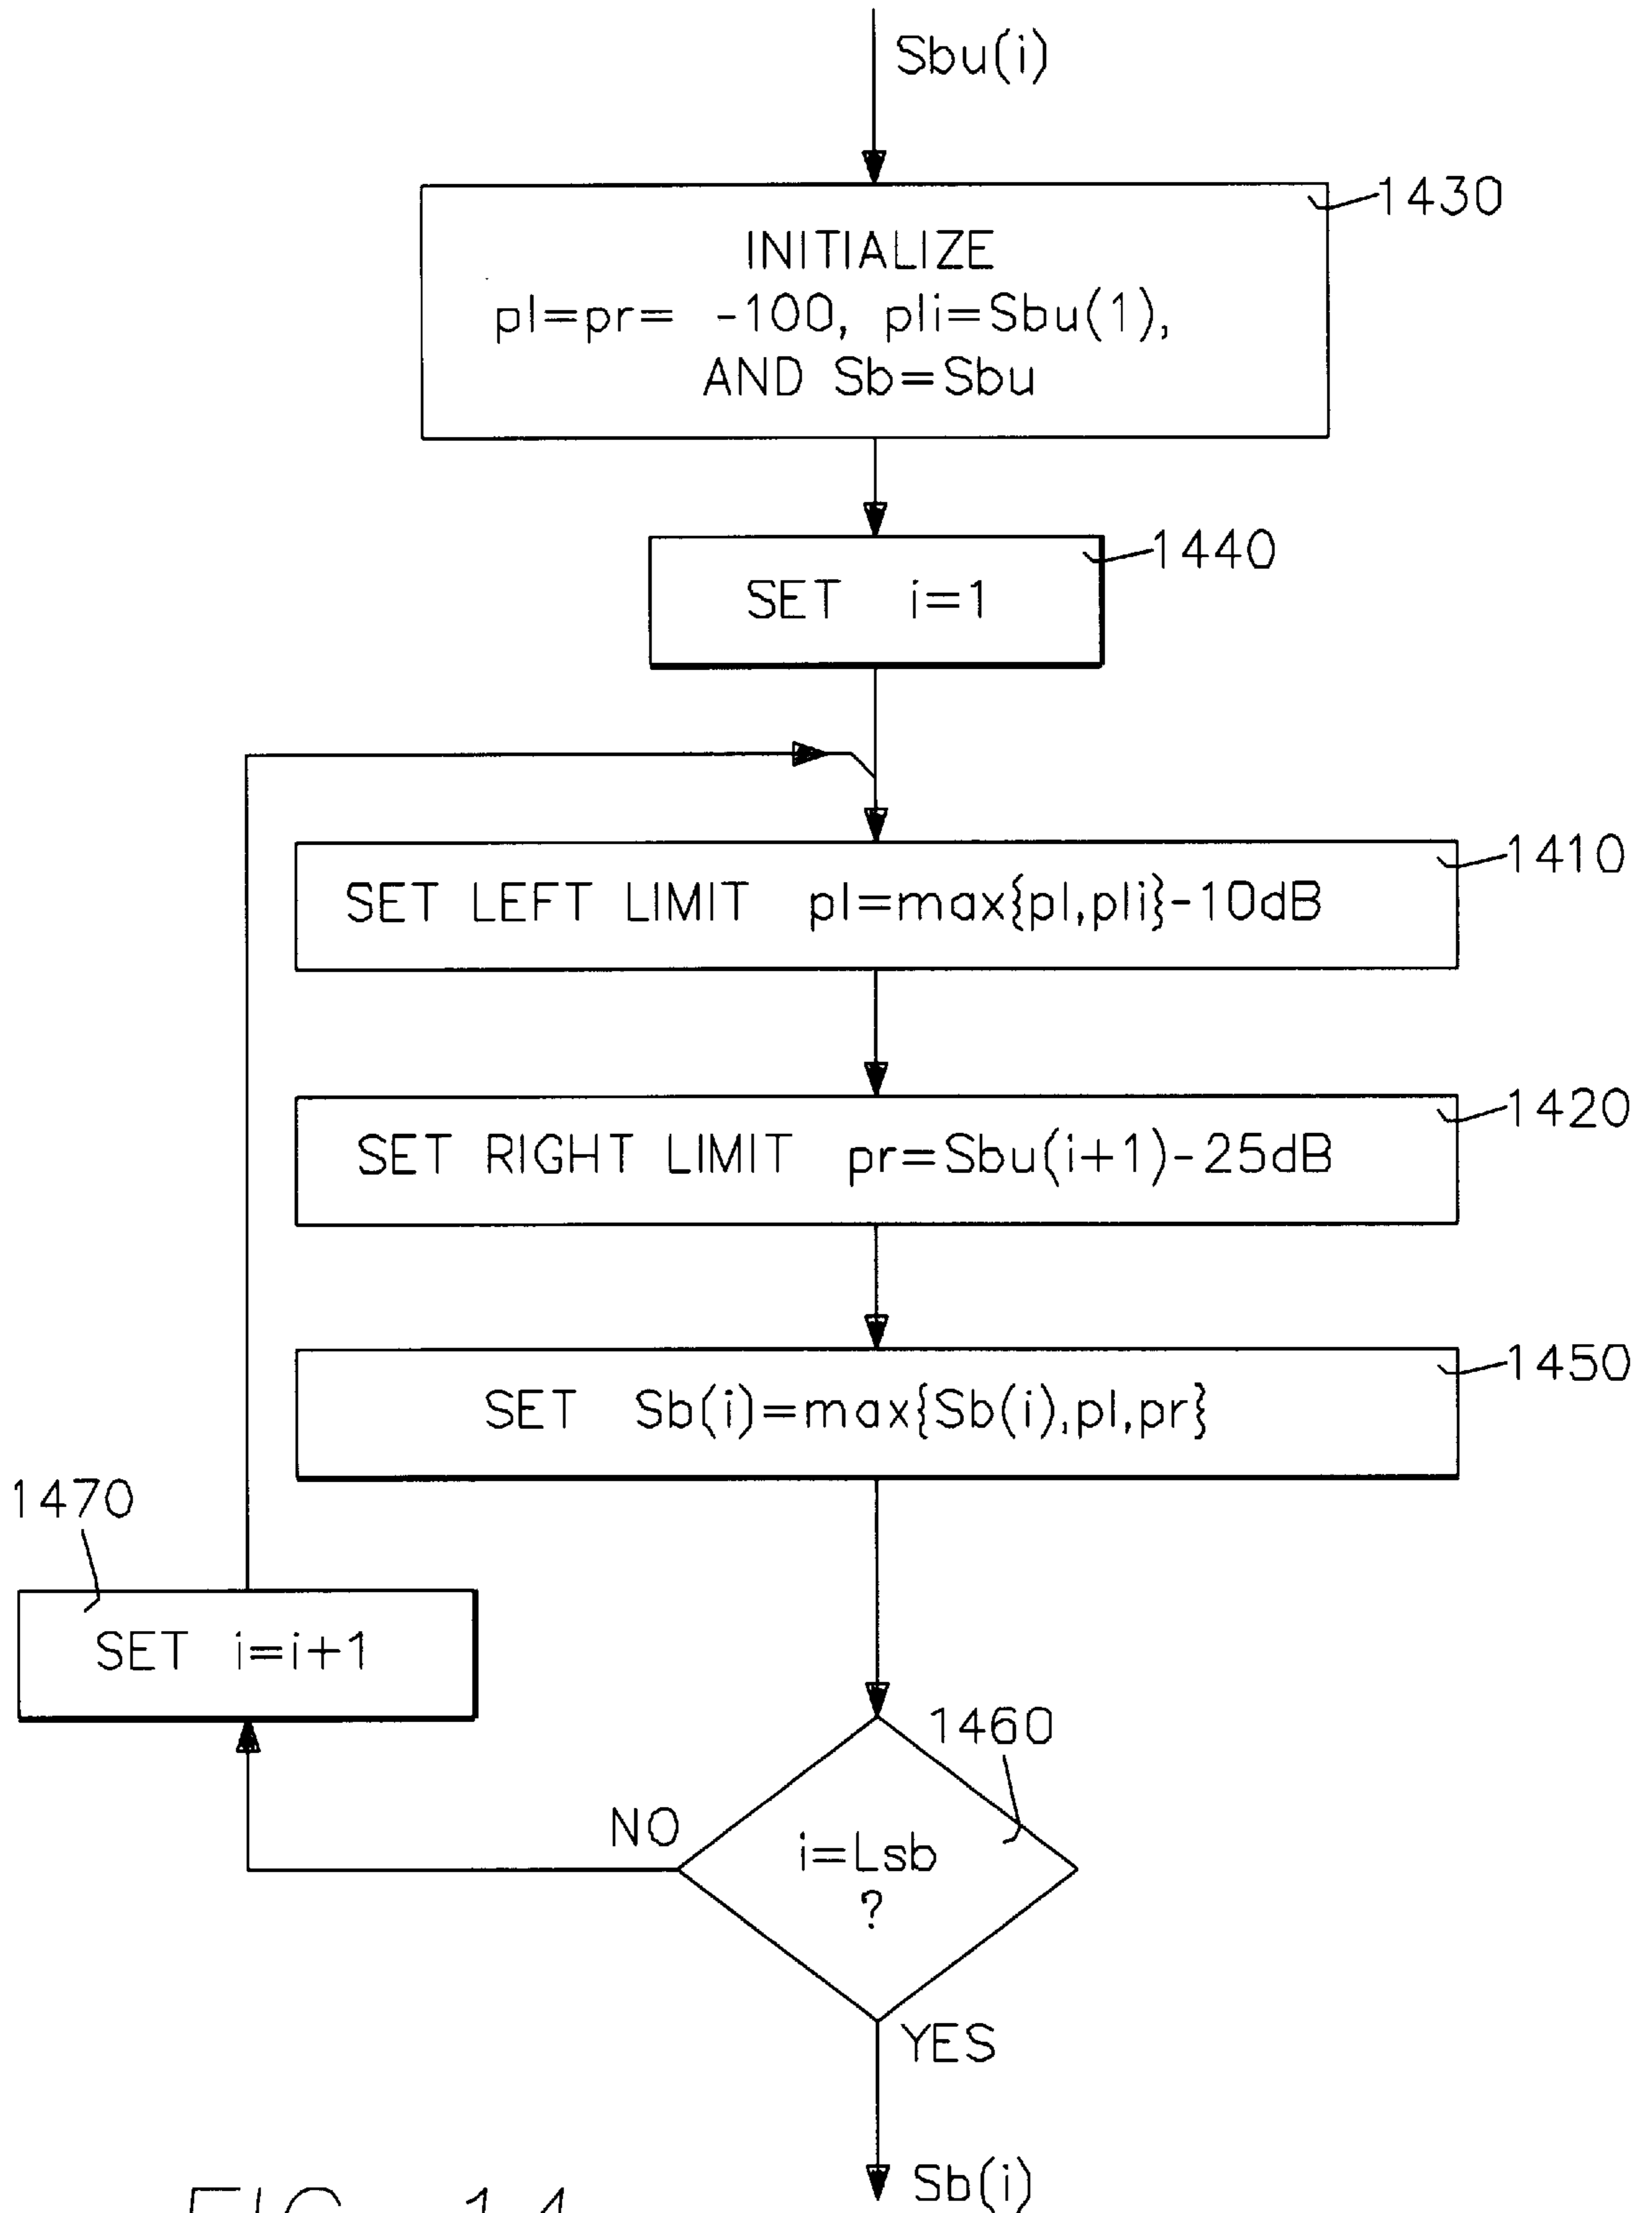 Sbu(i)
1430
INITIALIZE
pl=pr= -100, pli=Sbu(1),
AND Sb=Sbu
1440
SET i=1
1410
SET LEFT LIMIT pl=max{pl,pli}-10dB
1420
SET RIGHT LIMIT pr=Sbu(i+1)-25dB
1450
SET Sb(i)=max{Sb(i),pl,pr}
1470
SET i=i+1
1460
NO
i=Lsb
?
YES
Sb(i)
FIG. 14